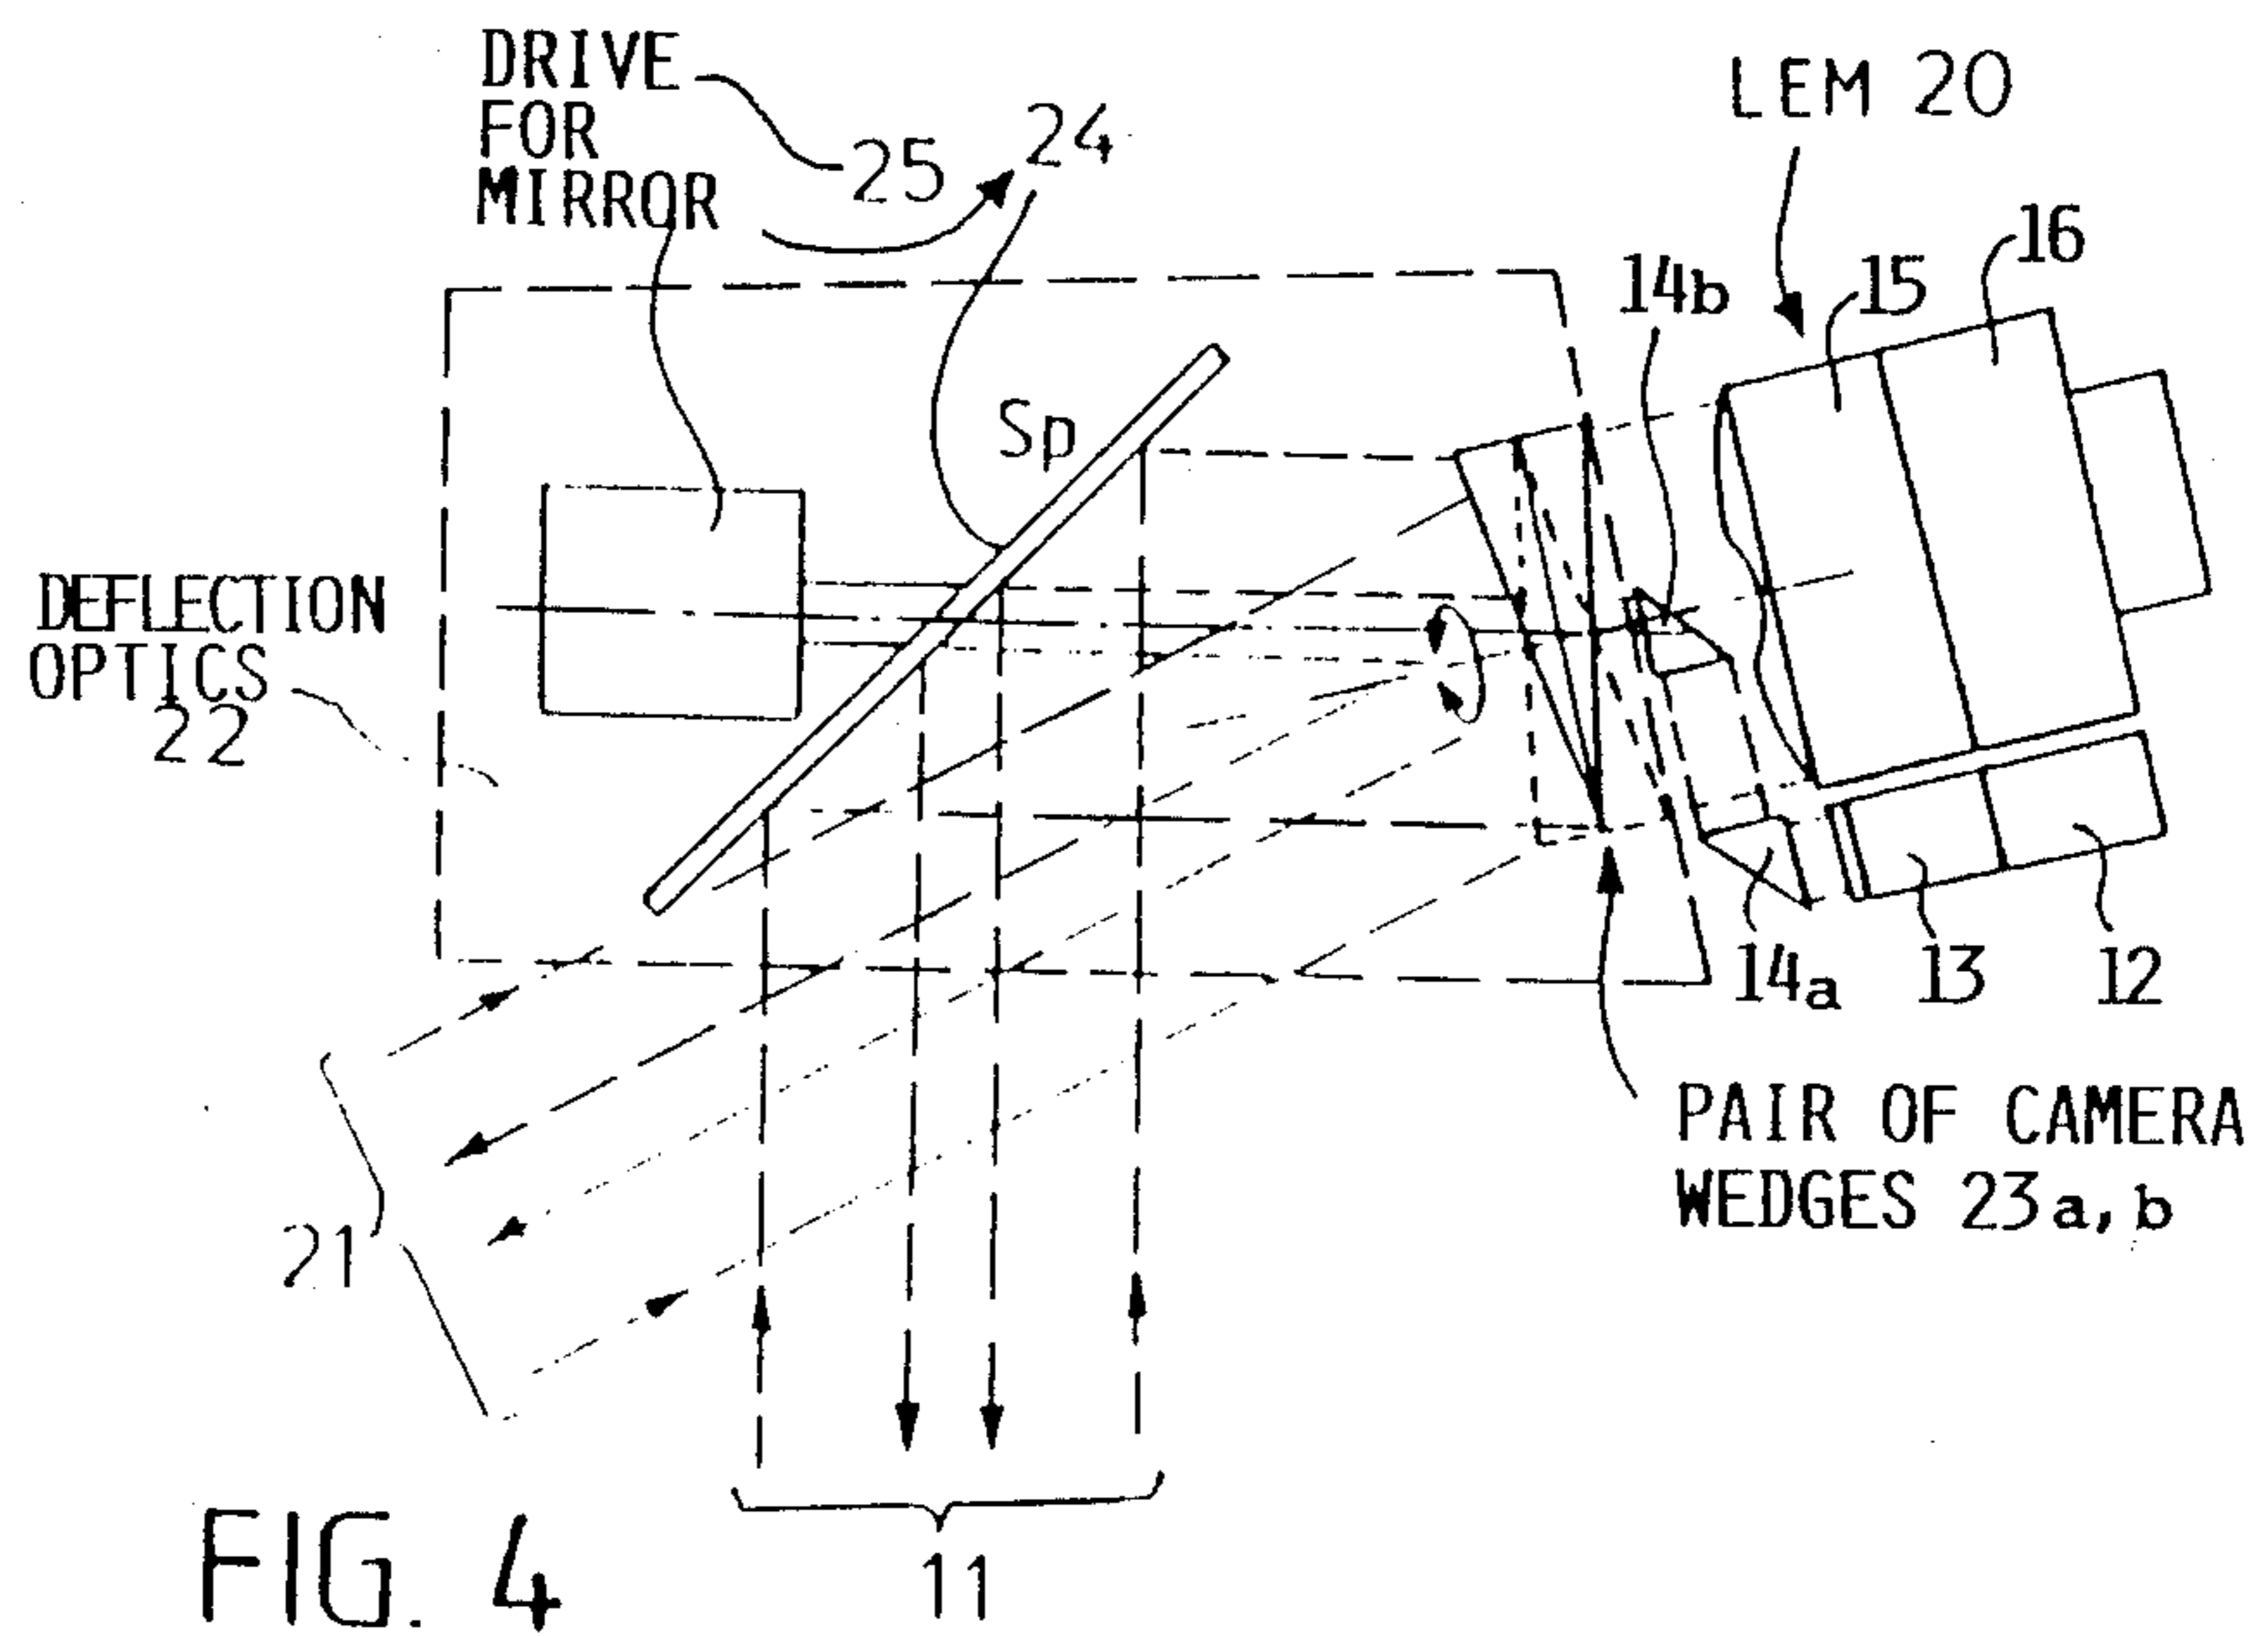 DRIVE
FOR
MIRROR
25
24
LEM 20
16
15
14b
Sp
DEFLECTION
OPTICS
22
14a
13
12
PAIR OF CAMERA
WEDGES 23a, b
21
11
FIG. 4